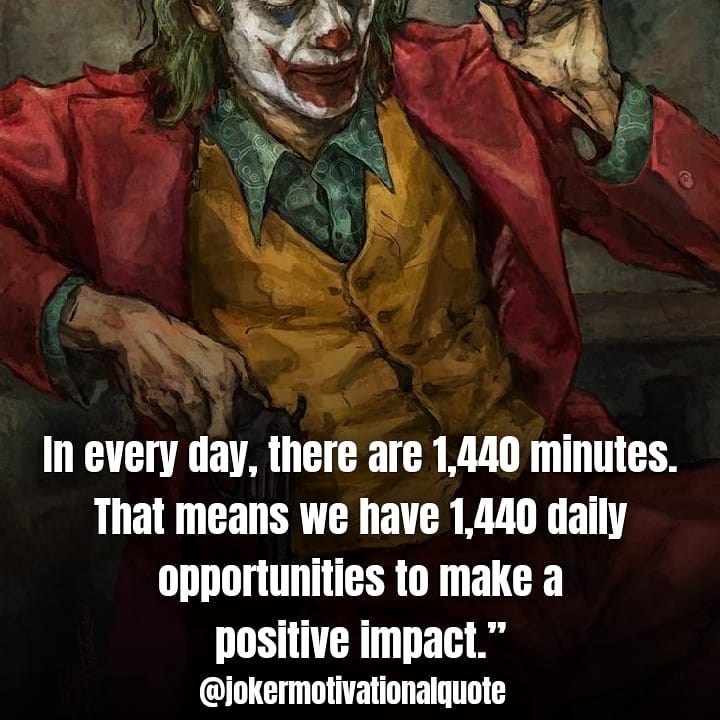 In every day, there are 1,440 minutes.
That means we have 1,440 daily
opportunities to make a
positive impact.”
@jokermotivationalquote